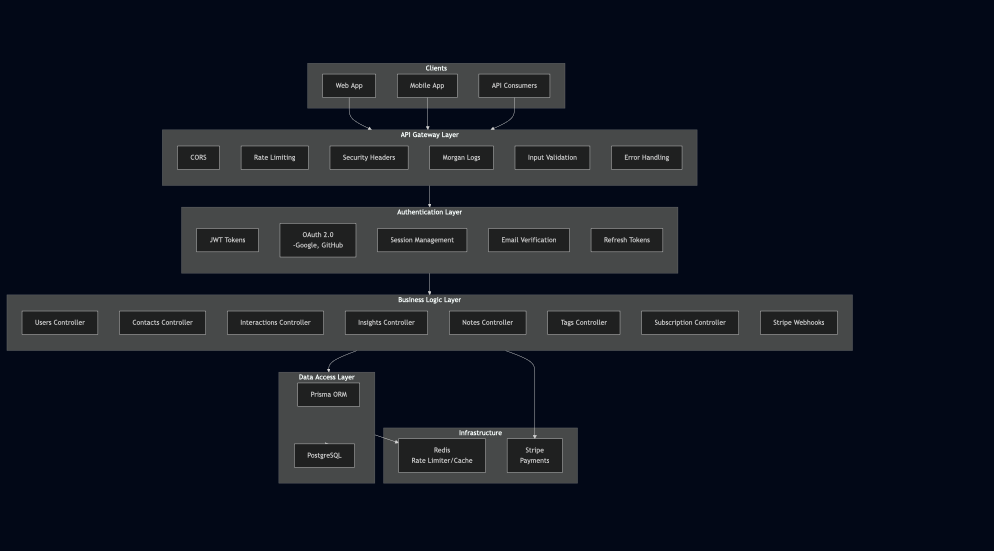 Clients
Web App
Mobile App
API Consumers
API Gateway Layer
CORS
Rate Limiting
Security Headers
Morgan Logs
Input Validation
Error Handling
Authentication Layer
JWT Tokens
OAuth 2.0
-Google, GitHub
Session Management
Email Verification
Refresh Tokens
Business Logic Layer
Users Controller
Contacts Controller
Interactions Controller
Insights Controller
Notes Controller
Tags Controller
Subscription Controller
Stripe Webhooks
Data Access Layer
Prisma ORM
PostgreSQL
Infrastructure
Redis
Rate Limiter/Cache
Stripe
Payments